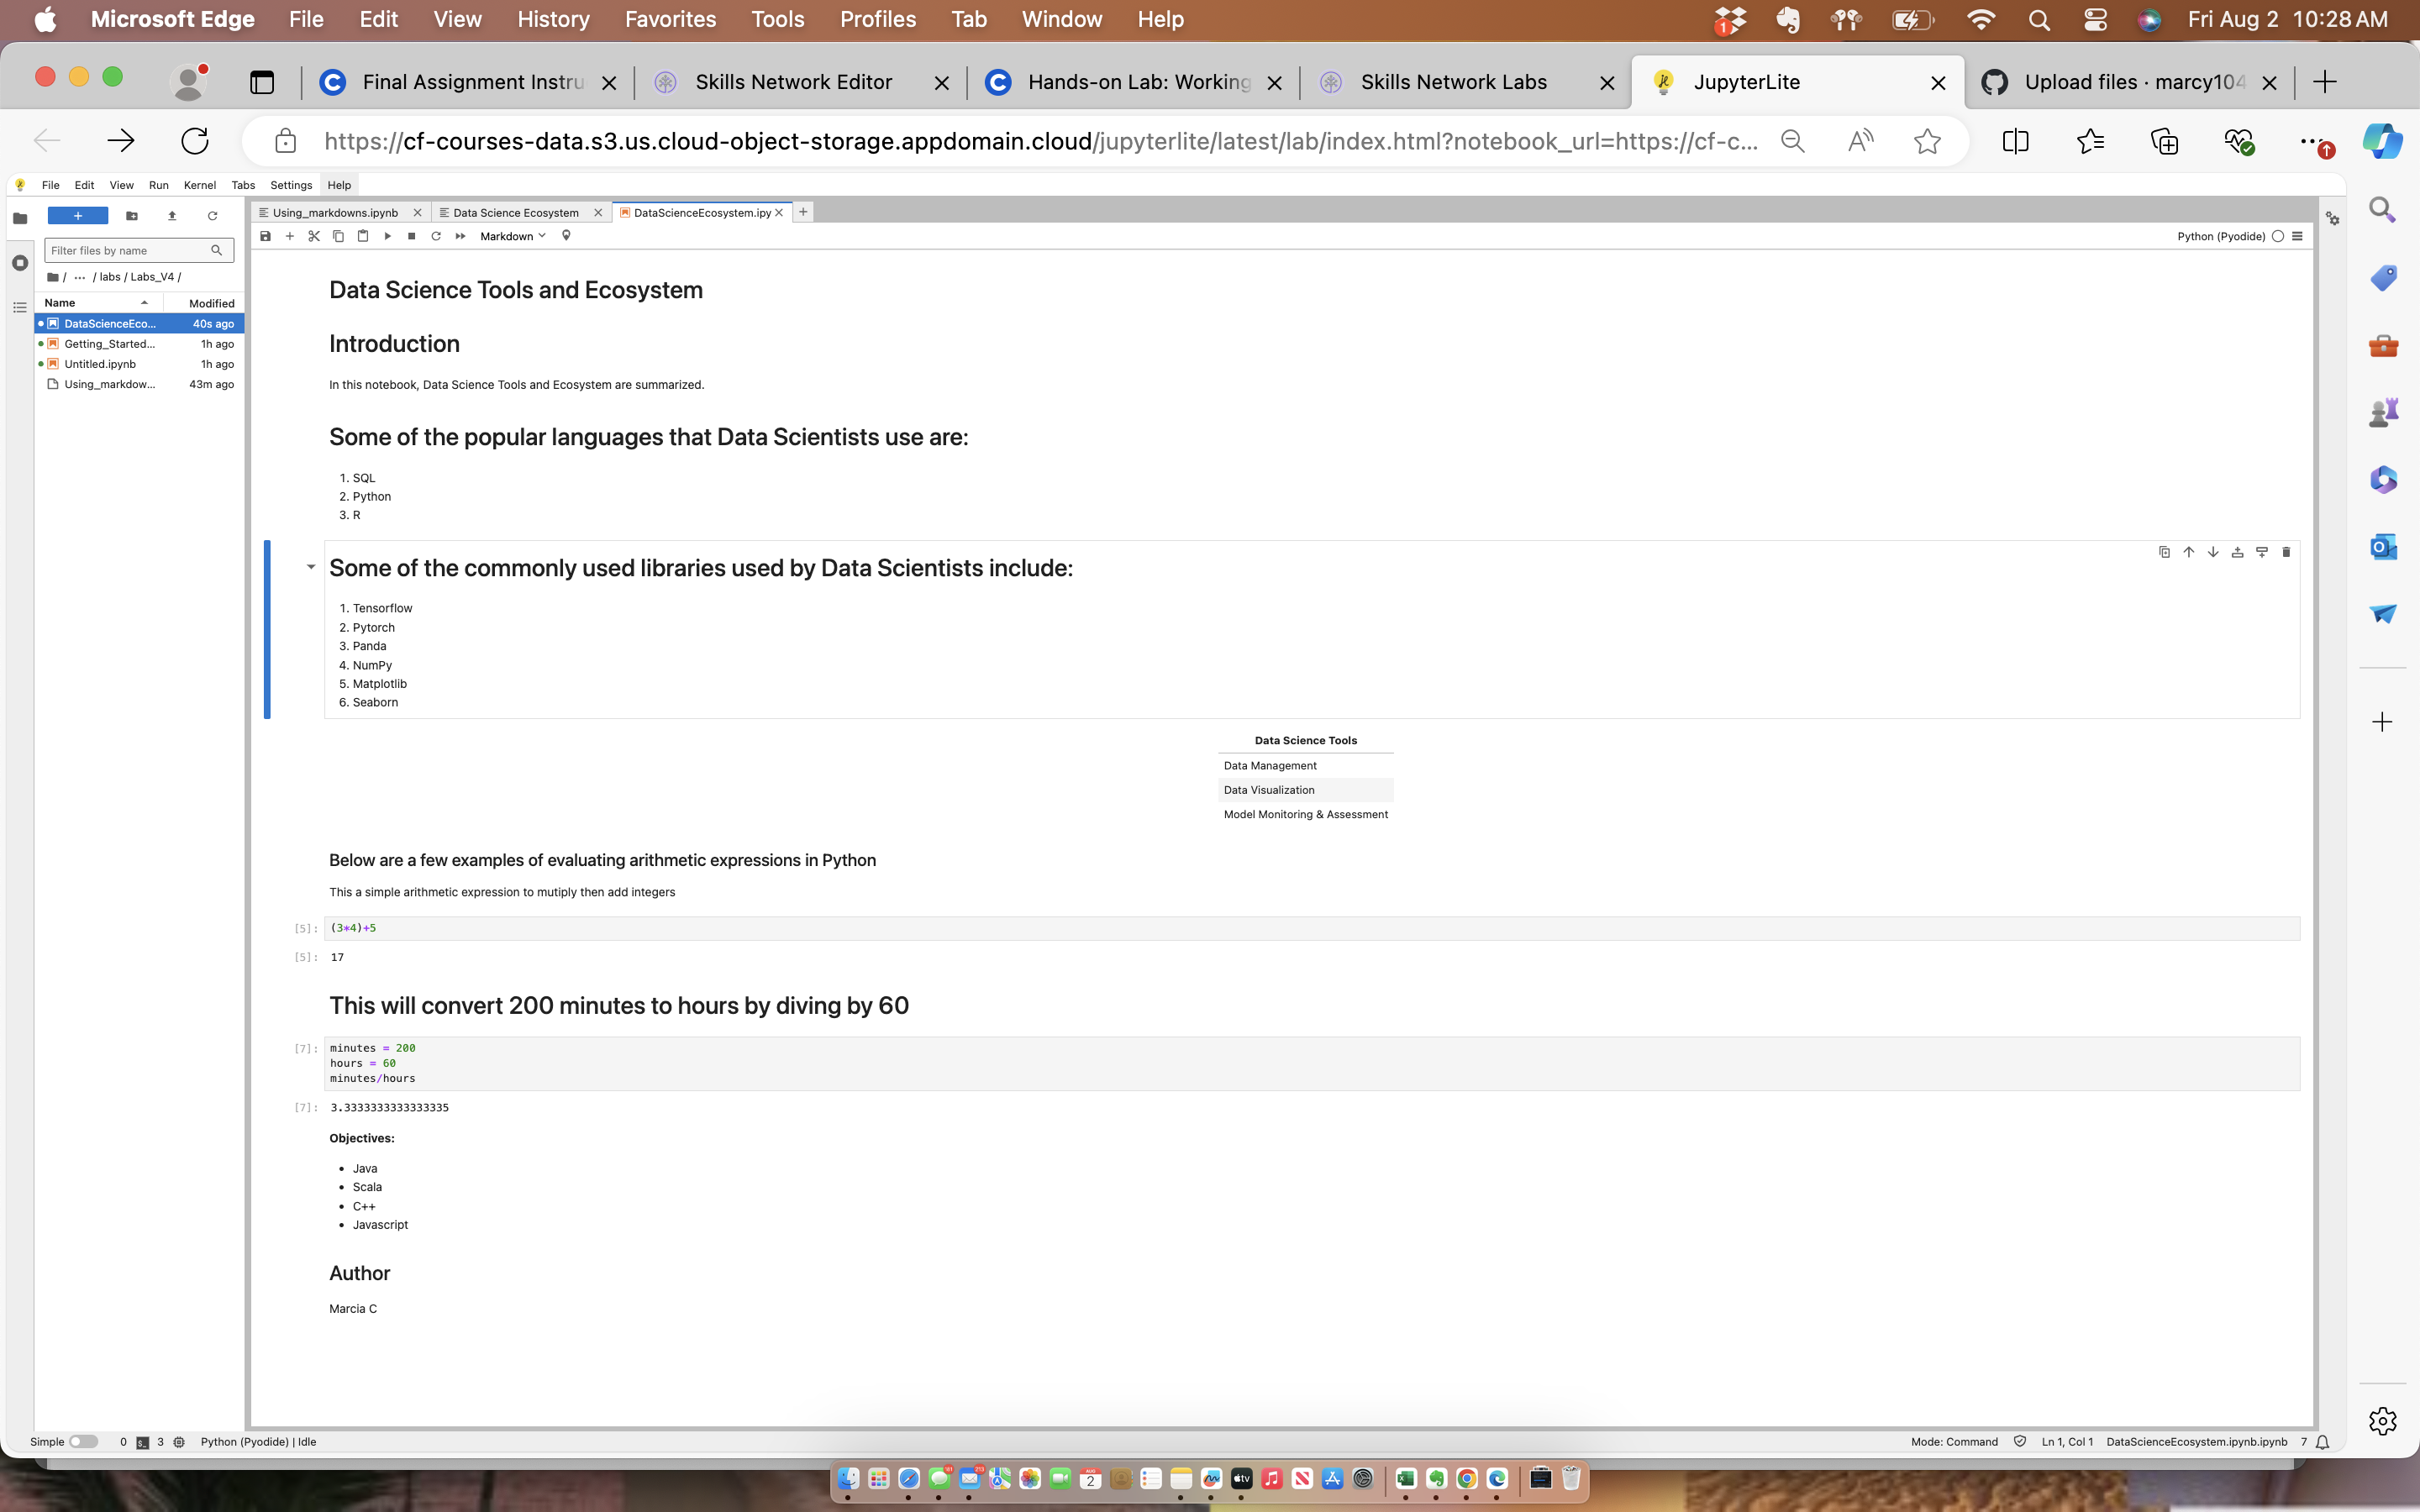 Microsoft Edge File Edit View History Favorites Tools Profiles Tab Window Help
1
Fri Aug 2 10:28 AM
Final Assignment Instru
Skills Network Editor
Hands-on Lab: Working
Skills Network Labs
JupyterLite
Upload files · marcy104
https://cf-courses-data.s3.us.cloud-object-storage.appdomain.cloud/jupyterlite/latest/lab/index.html?notebook_url=https://cf-c...
File Edit View Run Kernel Tabs Settings Help
Filter files by name
/ ... / labs / Labs_V4 /
Name Modified
DataScienceEco... 40s ago
Getting_Started... 1h ago
Untitled.ipynb 1h ago
Using_markdow... 43m ago
Using_markdowns.ipynb
Data Science Ecosystem
DataScienceEcosystem.ipy
Markdown
Python (Pyodide)
Data Science Tools and Ecosystem
Introduction
In this notebook, Data Science Tools and Ecosystem are summarized.
Some of the popular languages that Data Scientists use are:
1. SQL
2. Python
3. R
Some of the commonly used libraries used by Data Scientists include:
1. Tensorflow
2. Pytorch
3. Panda
4. NumPy
5. Matplotlib
6. Seaborn
Data Science Tools
Data Management
Data Visualization
Model Monitoring & Assessment
Below are a few examples of evaluating arithmetic expressions in Python
This a simple arithmetic expression to mutiply then add integers
[5]: (3*4)+5
[5]: 17
This will convert 200 minutes to hours by diving by 60
[7]: minutes = 200
hours = 60
minutes/hours
[7]: 3.3333333333333335
Objectives:
• Java
• Scala
• C++
• Javascript
Author
Marcia C
Simple 0 3 Python (Pyodide) | Idle
Mode: Command Ln 1, Col 1 DataScienceEcosystem.ipynb.ipynb 7
2
tv